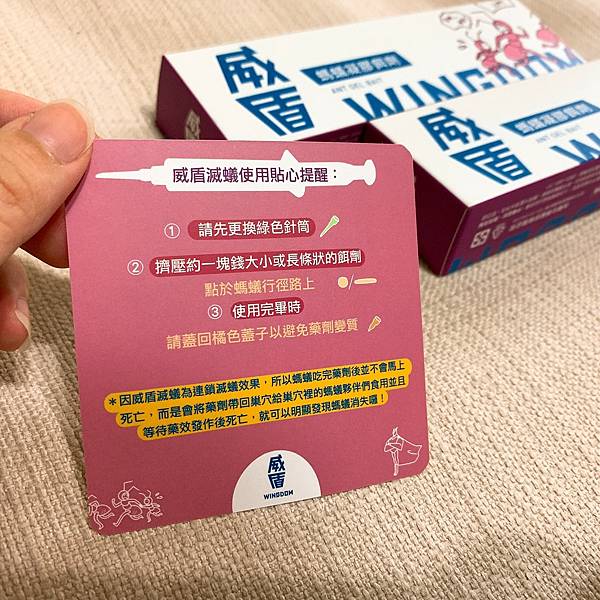 威盾
螞蟻凝膠餌劑
ANT GEL BAIT
WINGDOM
威盾
螞蟻凝膠餌劑
ANT GEL BAIT
威盾滅蟻使用貼心提醒：
① 請先更換綠色針筒
② 擠壓約一塊錢大小或長條狀的餌劑
點於螞蟻行徑路上
③ 使用完畢時
請蓋回橘色蓋子以避免藥劑變質
＊因威盾滅蟻為連鎖滅蟻效果，所以螞蟻吃完藥劑後並不會馬上
死亡，而是會將藥劑帶回巢穴給巢穴裡的螞蟻夥伴們食用並且
等待藥效發作後死亡，就可以明顯發現螞蟻消失囉！
威盾
WINGDOM